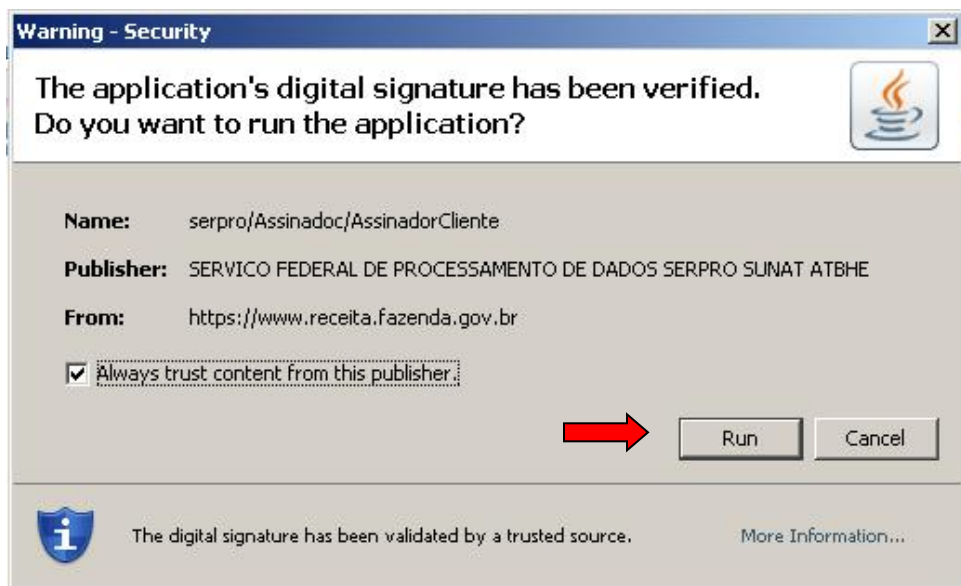 Warning - Security
The application's digital signature has been verified.
Do you want to run the application?
Name: serpro/Assinadoc/AssinadorCliente
Publisher: SERVICO FEDERAL DE PROCESSAMENTO DE DADOS SERPRO SUNAT ATBHE
From: https://www.receita.fazenda.gov.br
Always trust content from this publisher.
Run Cancel
The digital signature has been validated by a trusted source. More Information...